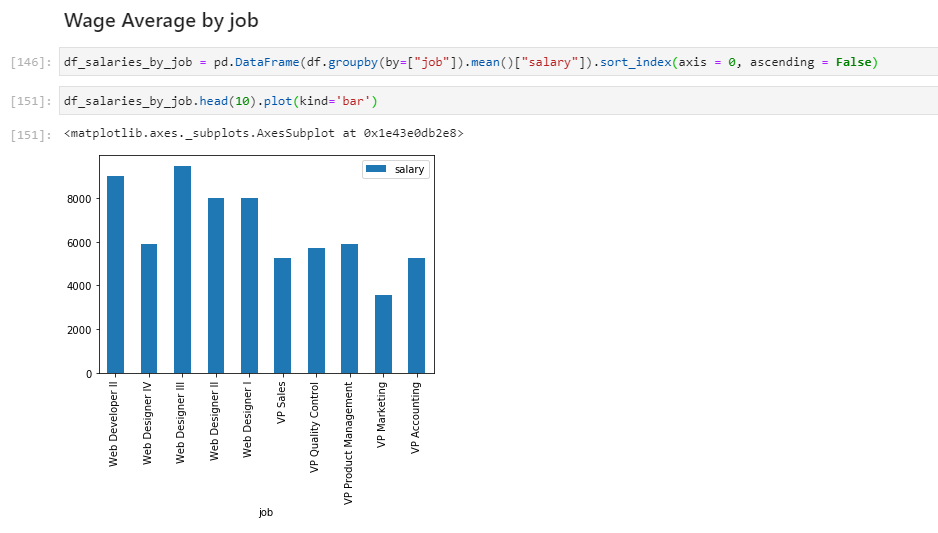 Wage Average by job
[146]: df_salaries_by_job = pd.DataFrame(df.groupby(by=["job"]).mean()["salary"]).sort_index(axis = 0, ascending = False)
[151]: df_salaries_by_job.head(10).plot(kind='bar')
[151]: <matplotlib.axes._subplots.AxesSubplot at 0x1e43e0db2e8>
salary
8000
6000
4000
2000
0
Web Developer II
Web Designer IV
Web Designer III
Web Designer II
Web Designer I
VP Sales
VP Quality Control
VP Product Management
VP Marketing
VP Accounting
job